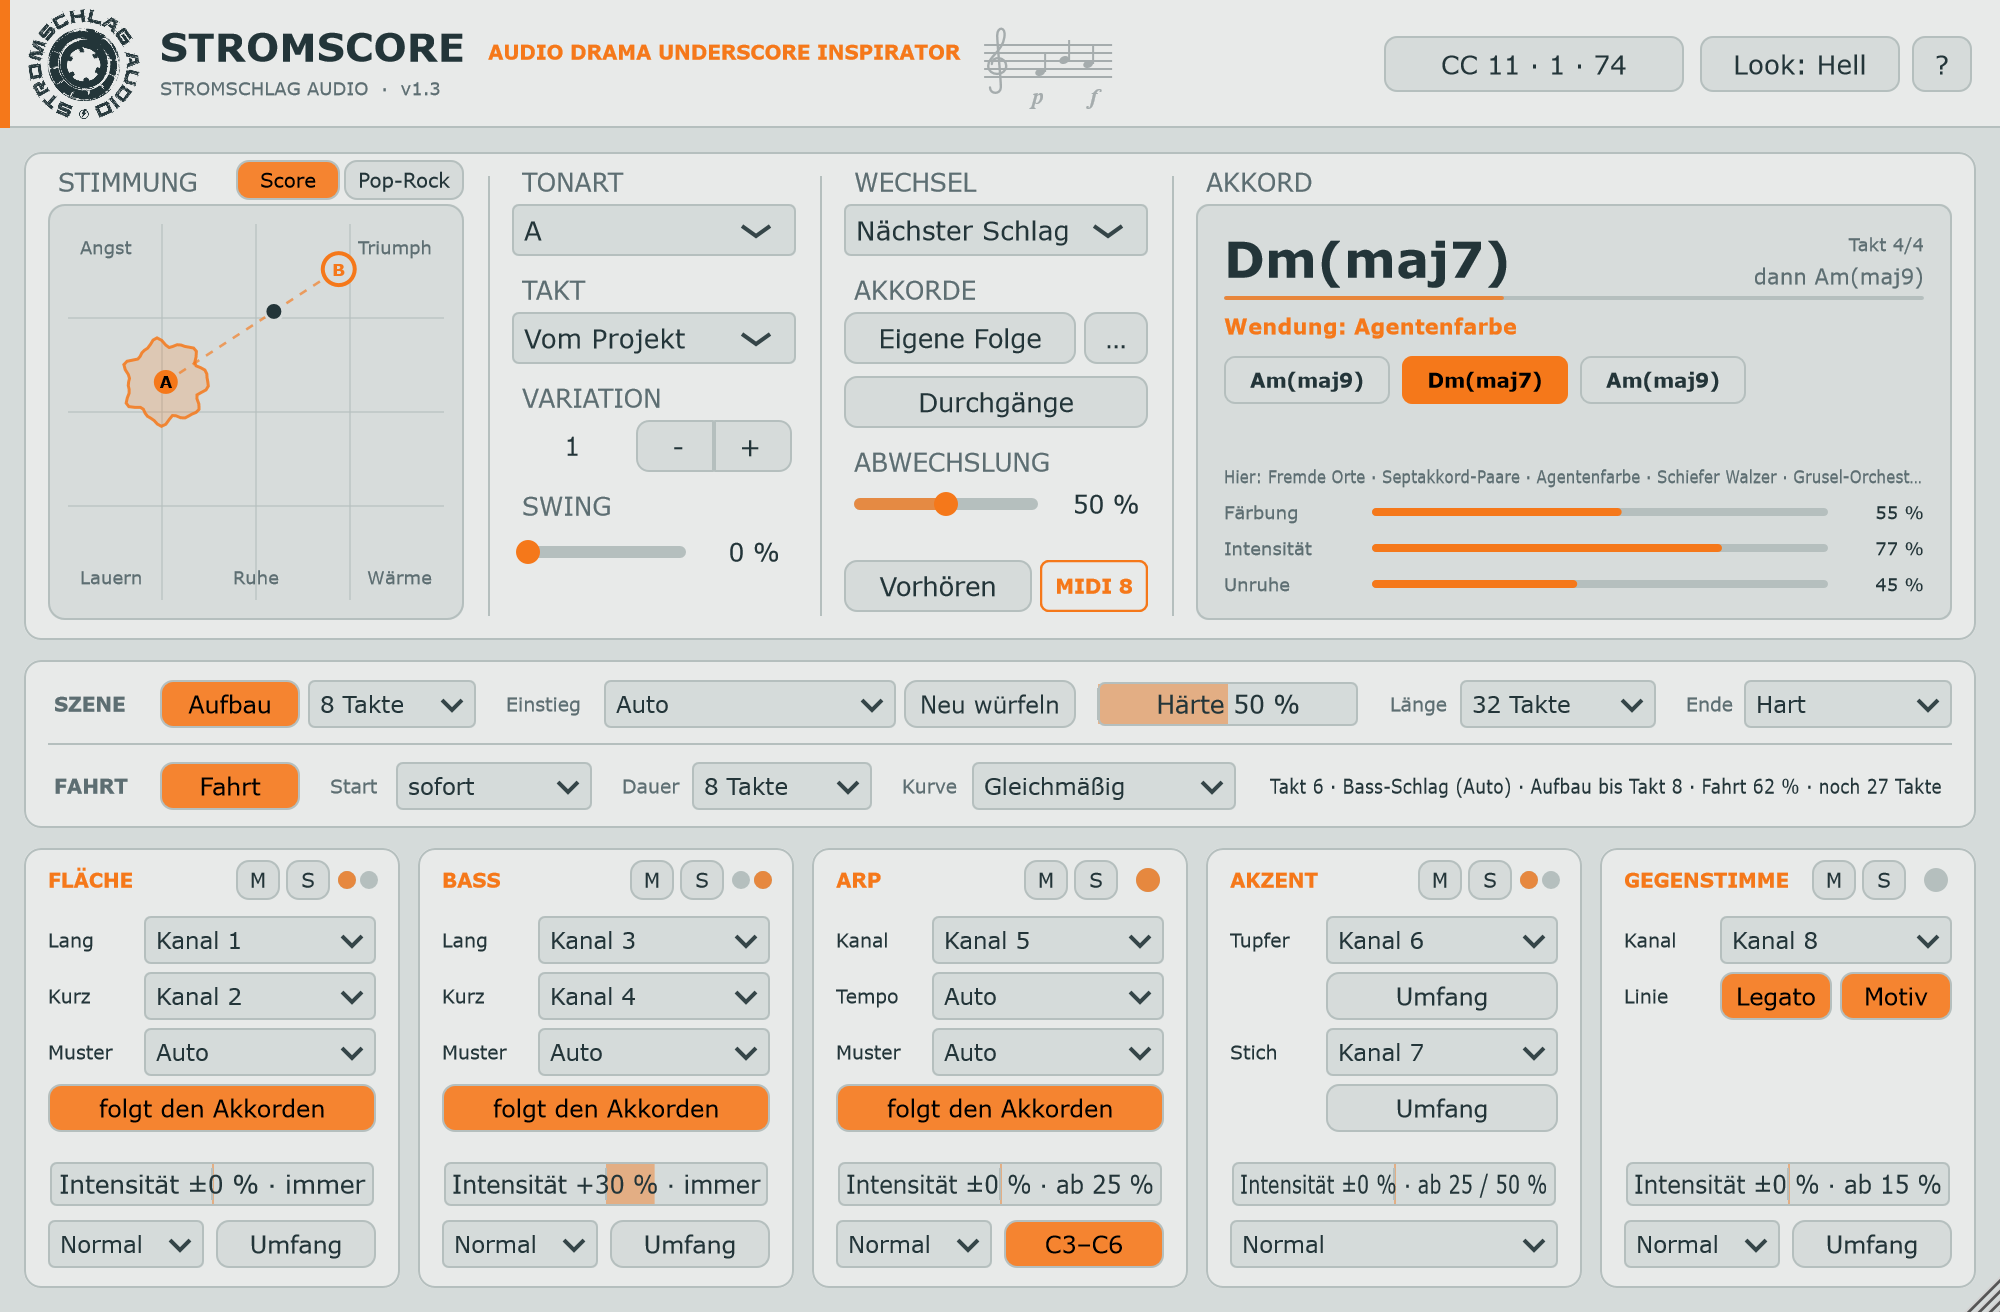 STROMSCHLAG AUDIO · STROMSCHLAG AUDIO
STROMSCORE
STROMSCHLAG AUDIO · v1.3
AUDIO DRAMA UNDERSCORE INSPIRATOR
p f
CC 11 · 1 · 74
Look: Hell
?
STIMMUNG
Score
Pop-Rock
Angst
Triumph
B
A
Lauern
Ruhe
Wärme
TONART
A
TAKT
Vom Projekt
VARIATION
1
- +
SWING
0 %
WECHSEL
Nächster Schlag
AKKORDE
Eigene Folge
...
Durchgänge
ABWECHSLUNG
50 %
Vorhören
MIDI 8
AKKORD
Dm(maj7)
Takt 4/4
dann Am(maj9)
Wendung: Agentenfarbe
Am(maj9)
Dm(maj7)
Am(maj9)
Hier: Fremde Orte · Septakkord-Paare · Agentenfarbe · Schiefer Walzer · Grusel-Orchest...
Färbung 55 %
Intensität 77 %
Unruhe 45 %
SZENE Aufbau 8 Takte Einstieg Auto Neu würfeln Härte 50 % Länge 32 Takte Ende Hart
FAHRT Fahrt Start sofort Dauer 8 Takte Kurve Gleichmäßig Takt 6 · Bass-Schlag (Auto) · Aufbau bis Takt 8 · Fahrt 62 % · noch 27 Takte
FLÄCHE M S
Lang Kanal 1
Kurz Kanal 2
Muster Auto
folgt den Akkorden
Intensität ±0 % · immer
Normal Umfang
BASS M S
Lang Kanal 3
Kurz Kanal 4
Muster Auto
folgt den Akkorden
Intensität +30 % · immer
Normal Umfang
ARP M S
Kanal Kanal 5
Tempo Auto
Muster Auto
folgt den Akkorden
Intensität ±0 % · ab 25 %
Normal C3–C6
AKZENT M S
Tupfer Kanal 6
Umfang
Stich Kanal 7
Umfang
Intensität ±0 % · ab 25 / 50 %
Normal
GEGENSTIMME M S
Kanal Kanal 8
Linie Legato Motiv
Intensität ±0 % · ab 15 %
Normal Umfang